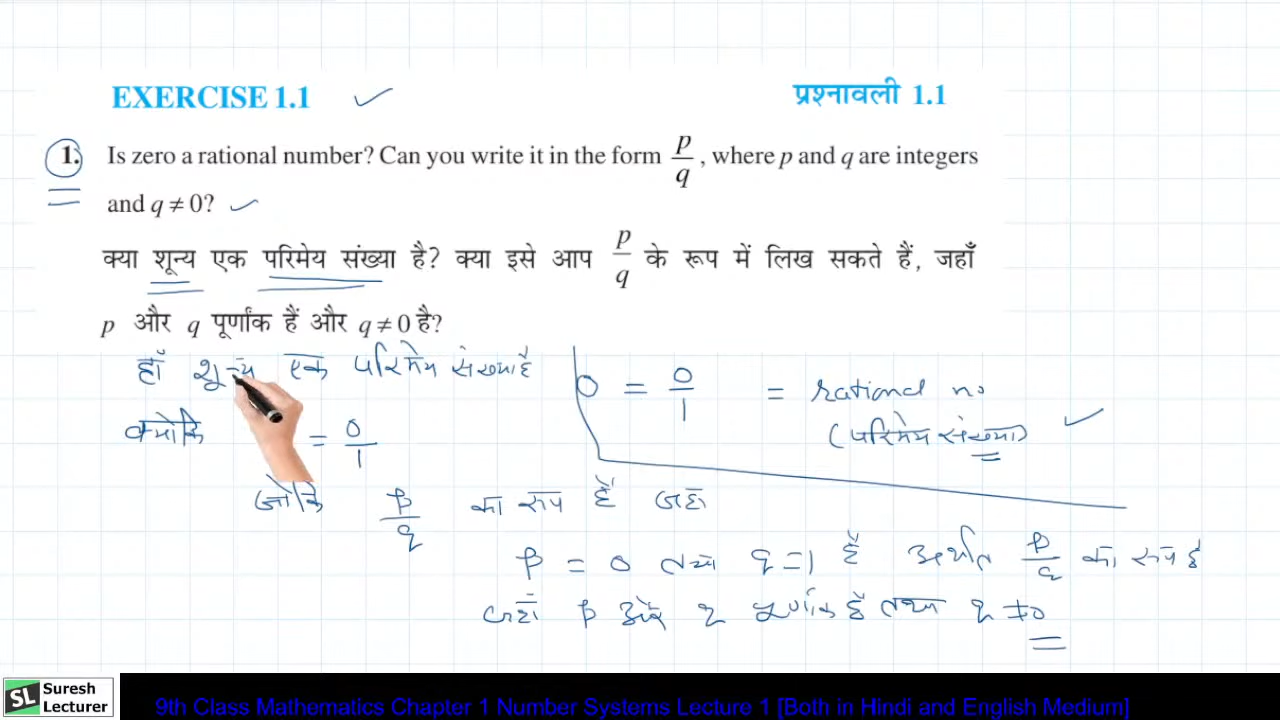 EXERCISE 1.1 प्रश्नावली 1.1
1. Is zero a rational number? Can you write it in the form p/q, where p and q are integers
and q ≠ 0?
क्या शून्य एक परिमेय संख्या है? क्या इसे आप p/q के रूप में लिख सकते हैं, जहाँ
p और q पूर्णांक हैं और q ≠ 0 है?
हाँ शून्य एक परिमेय संख्या है
क्योकि = 0/1
0 = 0/1 = rational no
(परिमेय संख्या)
जोकि p/q का रूप हैं जहां
p = 0 तथा q = 1 हैं अर्थात p/q का रूप है
p और q पूर्णांक हैं तथा q ≠ 0
SL Suresh Lecturer
9th Class Mathematics Chapter 1 Number Systems Lecture 1 [Both in Hindi and English Medium]